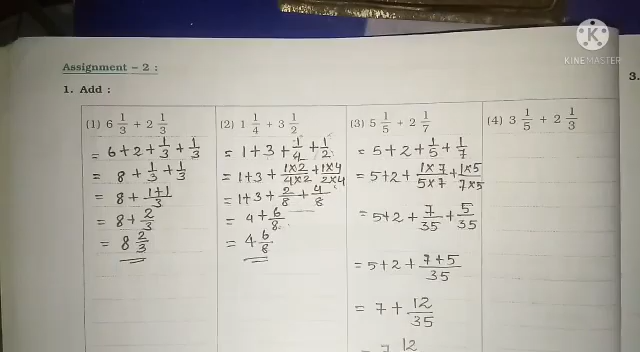 KINEMASTER
Assignment – 2 :
3.
1. Add :
(1) 6 1/3 + 2 1/3
= 6+2+1/3+1/3
= 8+1/3+1/3
= 8+(1+1)/3
= 8+2/3
= 8 2/3
(2) 1 1/4 + 3 1/2
= 1+3+1/4+1/2
= 1+3+(1×2)/(4×2)+(1×4)/(2×4)
= 1+3+2/8+4/8
= 4+6/8
= 4 6/8
(3) 5 1/5 + 2 1/7
= 5+2+1/5+1/7
= 5+2+(1×7)/(5×7)+(1×5)/(7×5)
= 5+2+7/35+5/35
= 5+2+(7+5)/35
= 7+12/35
= 7 12
(4) 3 1/5 + 2 1/3